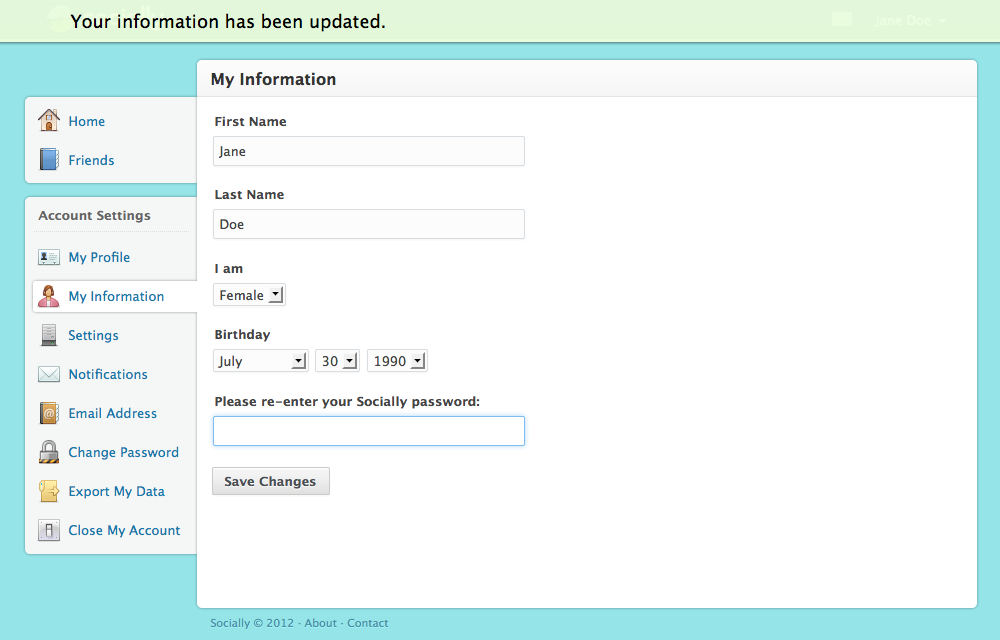 Your information has been updated.
Jane Doe
My Information
Home
Friends
Account Settings
My Profile
My Information
Settings
Notifications
Email Address
Change Password
Export My Data
Close My Account
First Name
Jane
Last Name
Doe
I am
Female
Birthday
July 30 1990
Please re-enter your Socially password:
Save Changes
Socially © 2012 · About · Contact